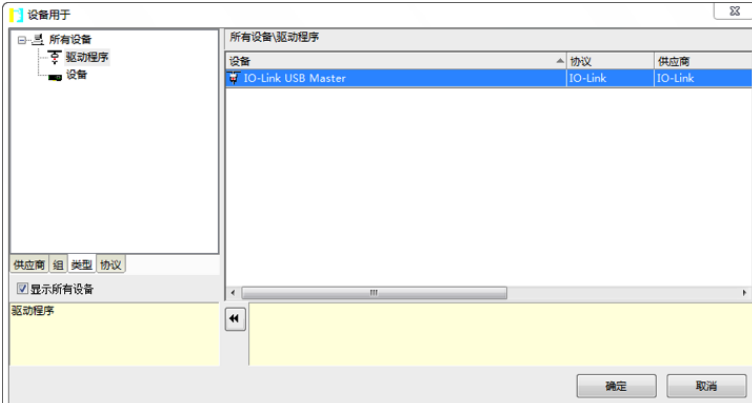 设备用于
所有设备
驱动程序
设备
供应商 组 类型 协议
显示所有设备
驱动程序
所有设备\驱动程序
设备 协议 供应商
IO-Link USB Master IO-Link IO-Link
确定 取消